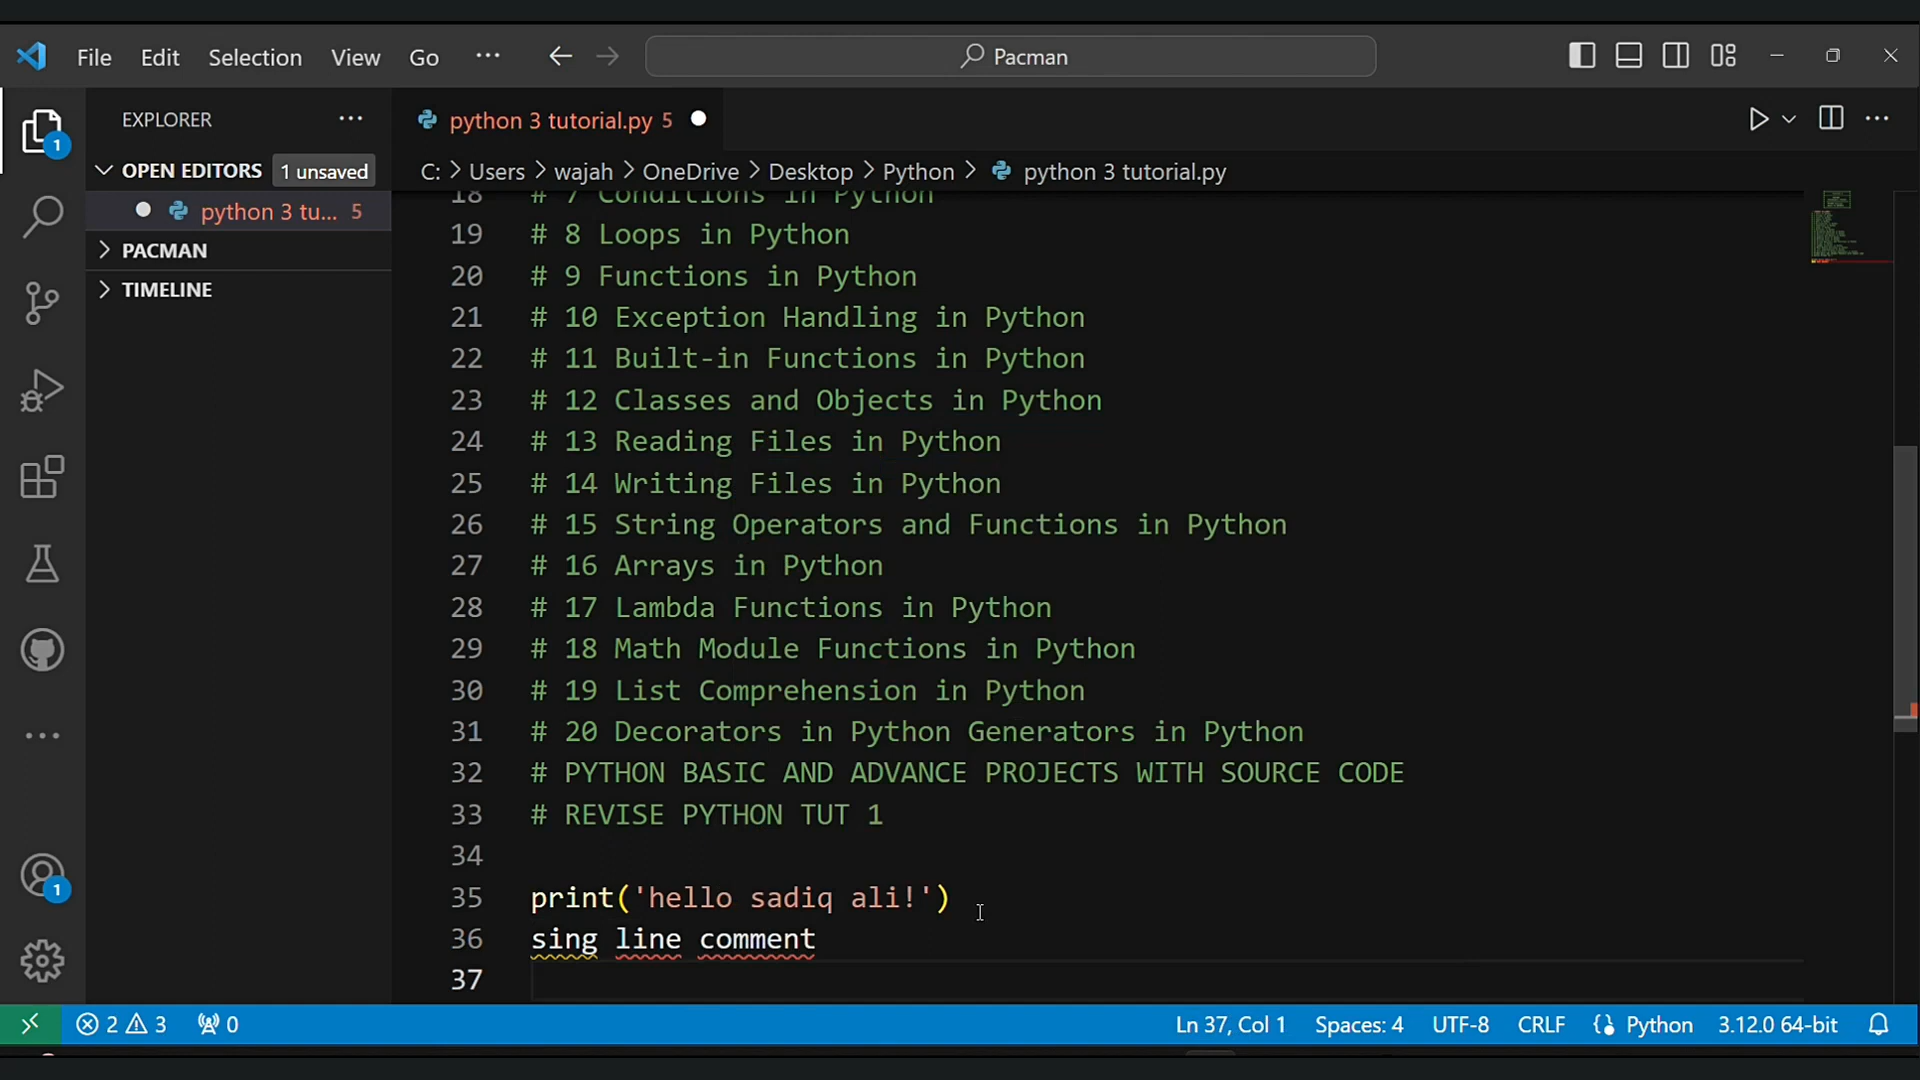 File Edit Selection View Go ··· Pacman
EXPLORER ···
python 3 tutorial.py 5
1
OPEN EDITORS 1 unsaved
C: > Users > wajah > OneDrive > Desktop > Python > python 3 tutorial.py
python 3 tu... 5
PACMAN
TIMELINE
18 # 7 Conditions in Python
19 # 8 Loops in Python
20 # 9 Functions in Python
21 # 10 Exception Handling in Python
22 # 11 Built-in Functions in Python
23 # 12 Classes and Objects in Python
24 # 13 Reading Files in Python
25 # 14 Writing Files in Python
26 # 15 String Operators and Functions in Python
27 # 16 Arrays in Python
28 # 17 Lambda Functions in Python
29 # 18 Math Module Functions in Python
30 # 19 List Comprehension in Python
31 # 20 Decorators in Python Generators in Python
32 # PYTHON BASIC AND ADVANCE PROJECTS WITH SOURCE CODE
33 # REVISE PYTHON TUT 1
34
35 print('hello sadiq ali!')
1
36 sing line comment
37
2 3 0 Ln 37, Col 1 Spaces: 4 UTF-8 CRLF Python 3.12.0 64-bit